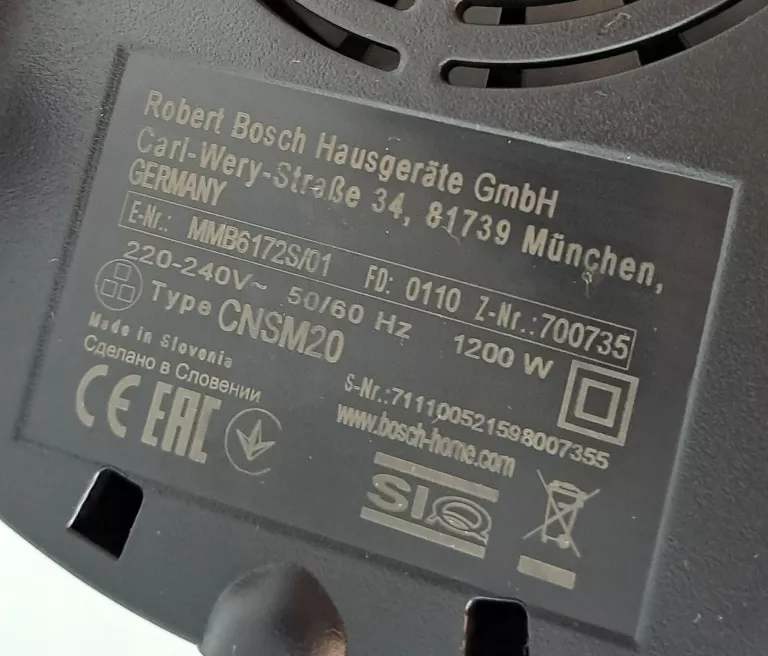 Robert Bosch Hausgeräte GmbH
Carl-Wery-Straße 34, 81739 München,
GERMANY
E-Nr.: MMB6172S/01 FD: 0110 Z-Nr.:700735
220-240V~ 50/60 Hz 1200 W
Type CNSM20
Made in Slovenia
Сделано в Словении
S-Nr.:711100521598007355
www.bosch-home.com
CE EAC
SIQ